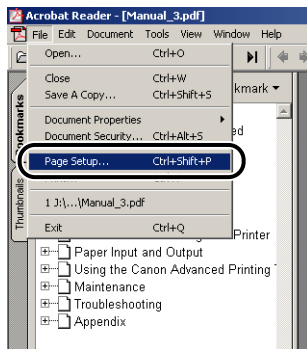 Acrobat Reader - [Manual_3.pdf]
File Edit Document Tools View Window Help
Open... Ctrl+O
Close Ctrl+W
Save A Copy... Ctrl+Shift+S
kmark
Document Properties
Document Security... Ctrl+Alt+S
ed
Page Setup... Ctrl+Shift+P
1 J:\...\Manual_3.pdf
Exit Ctrl+Q
Bookmarks
Thumbnails
Printer
Paper Input and Output
Using the Canon Advanced Printing
Maintenance
Troubleshooting
Appendix